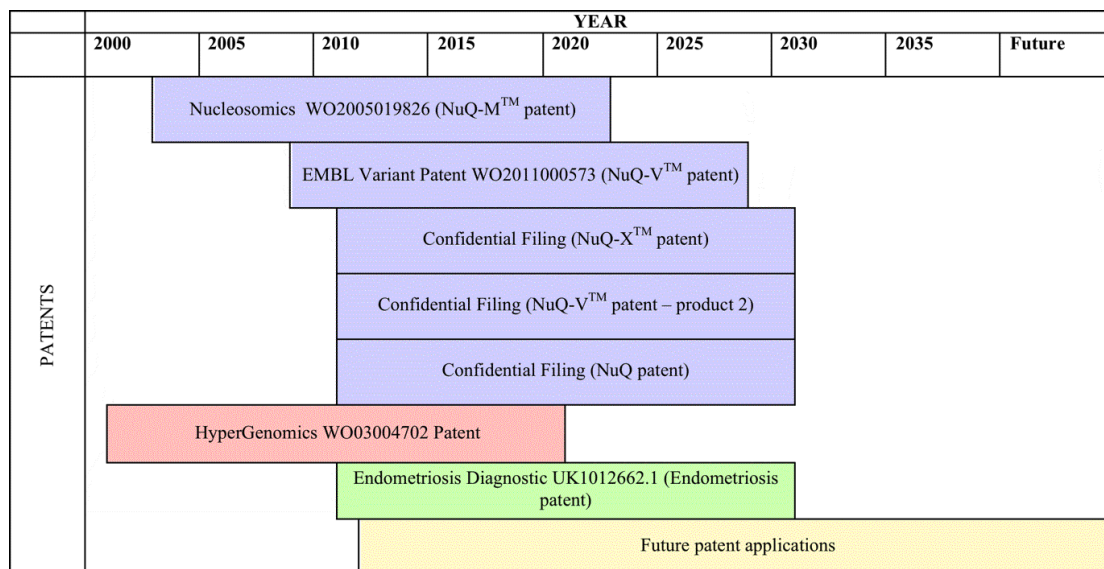 YEAR
2000 2005 2010 2015 2020 2025 2030 2035 Future
PATENTS
Nucleosomics WO2005019826 (NuQ-M™ patent)
EMBL Variant Patent WO2011000573 (NuQ-V™ patent)
Confidential Filing (NuQ-X™ patent)
Confidential Filing (NuQ-V™ patent – product 2)
Confidential Filing (NuQ patent)
HyperGenomics WO03004702 Patent
Endometriosis Diagnostic UK1012662.1 (Endometriosis
patent)
Future patent applications